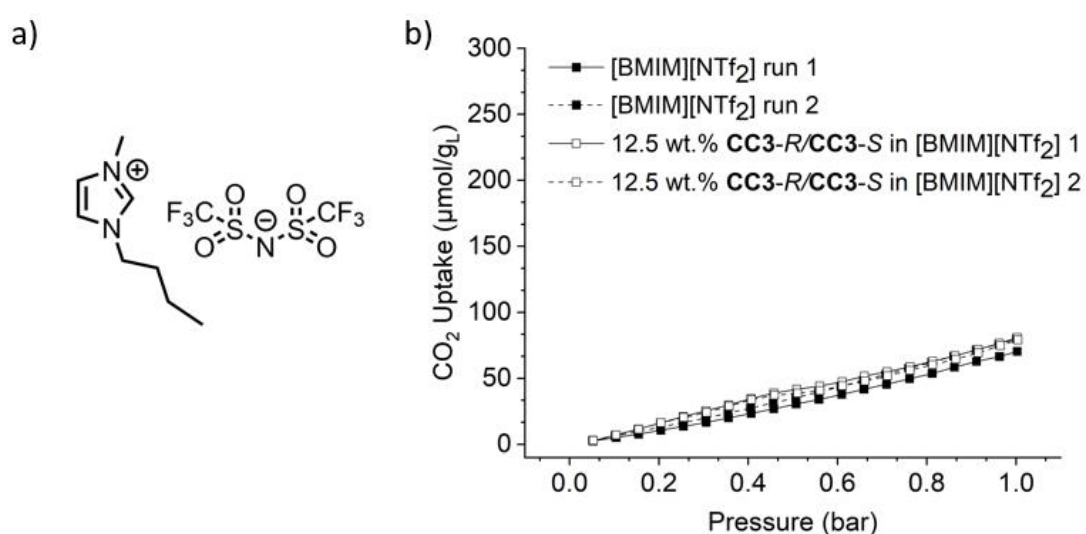 a)
N
⊕
N
F₃C
O
O
⊖
CF₃
S
S
O
N
O
b)
[BMIM][NTf₂] run 1
[BMIM][NTf₂] run 2
12.5 wt.% CC3-R/CC3-S in [BMIM][NTf₂] 1
12.5 wt.% CC3-R/CC3-S in [BMIM][NTf₂] 2
CO₂ Uptake (µmol/g_L)
300
250
200
150
100
50
0
0.0 0.2 0.4 0.6 0.8 1.0
Pressure (bar)